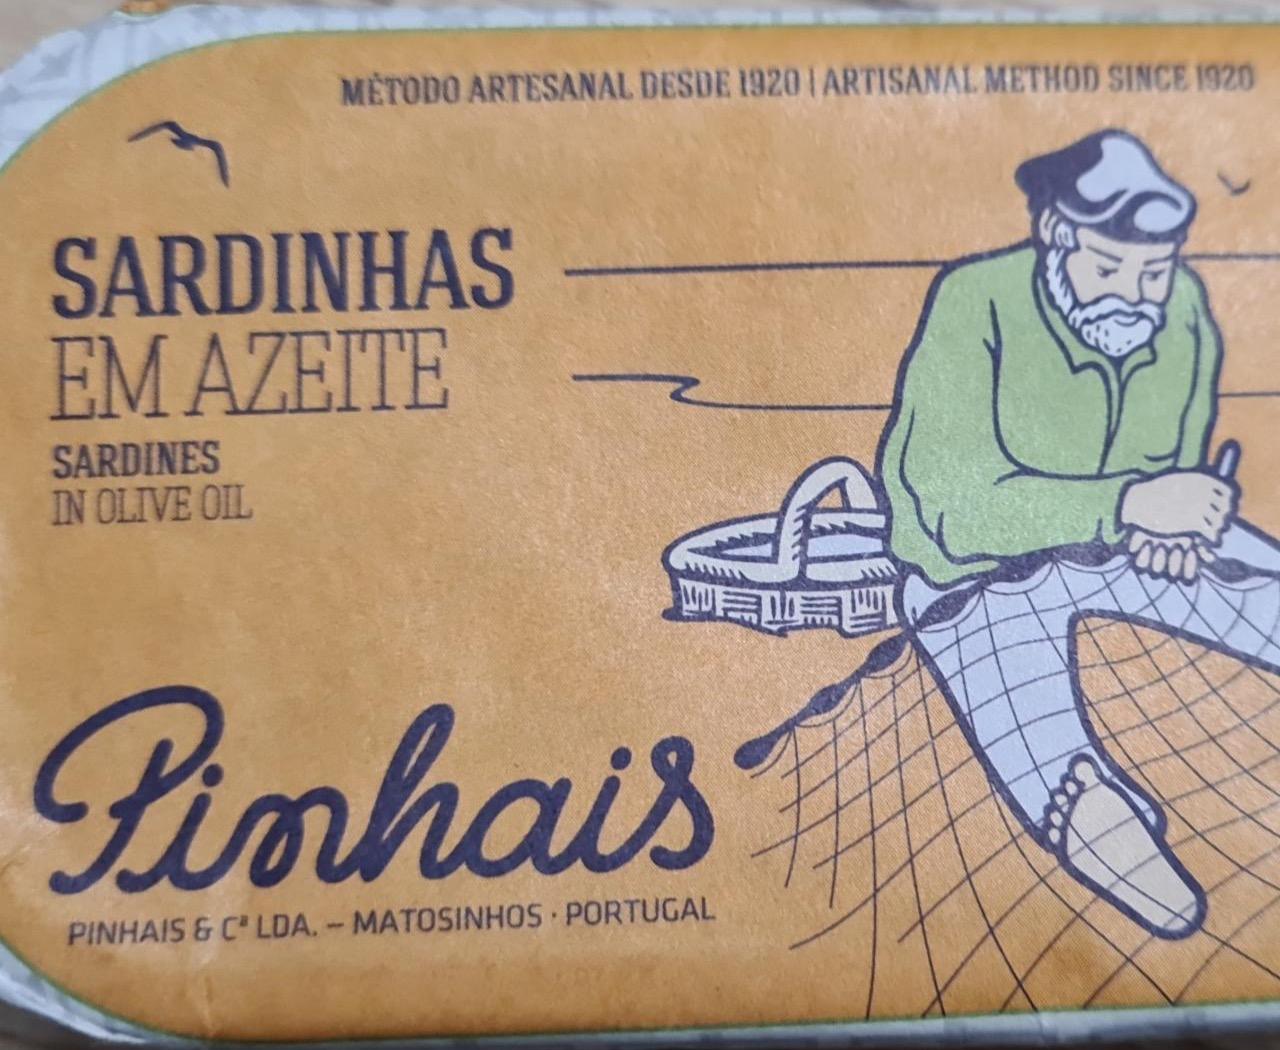 MÉTODO ARTESANAL DESDE 1920 | ARTISANAL METHOD SINCE 1920
SARDINHAS
EM AZEITE
SARDINES
IN OLIVE OIL
Pinhais
PINHAIS & Cª LDA. – MATOSINHOS · PORTUGAL